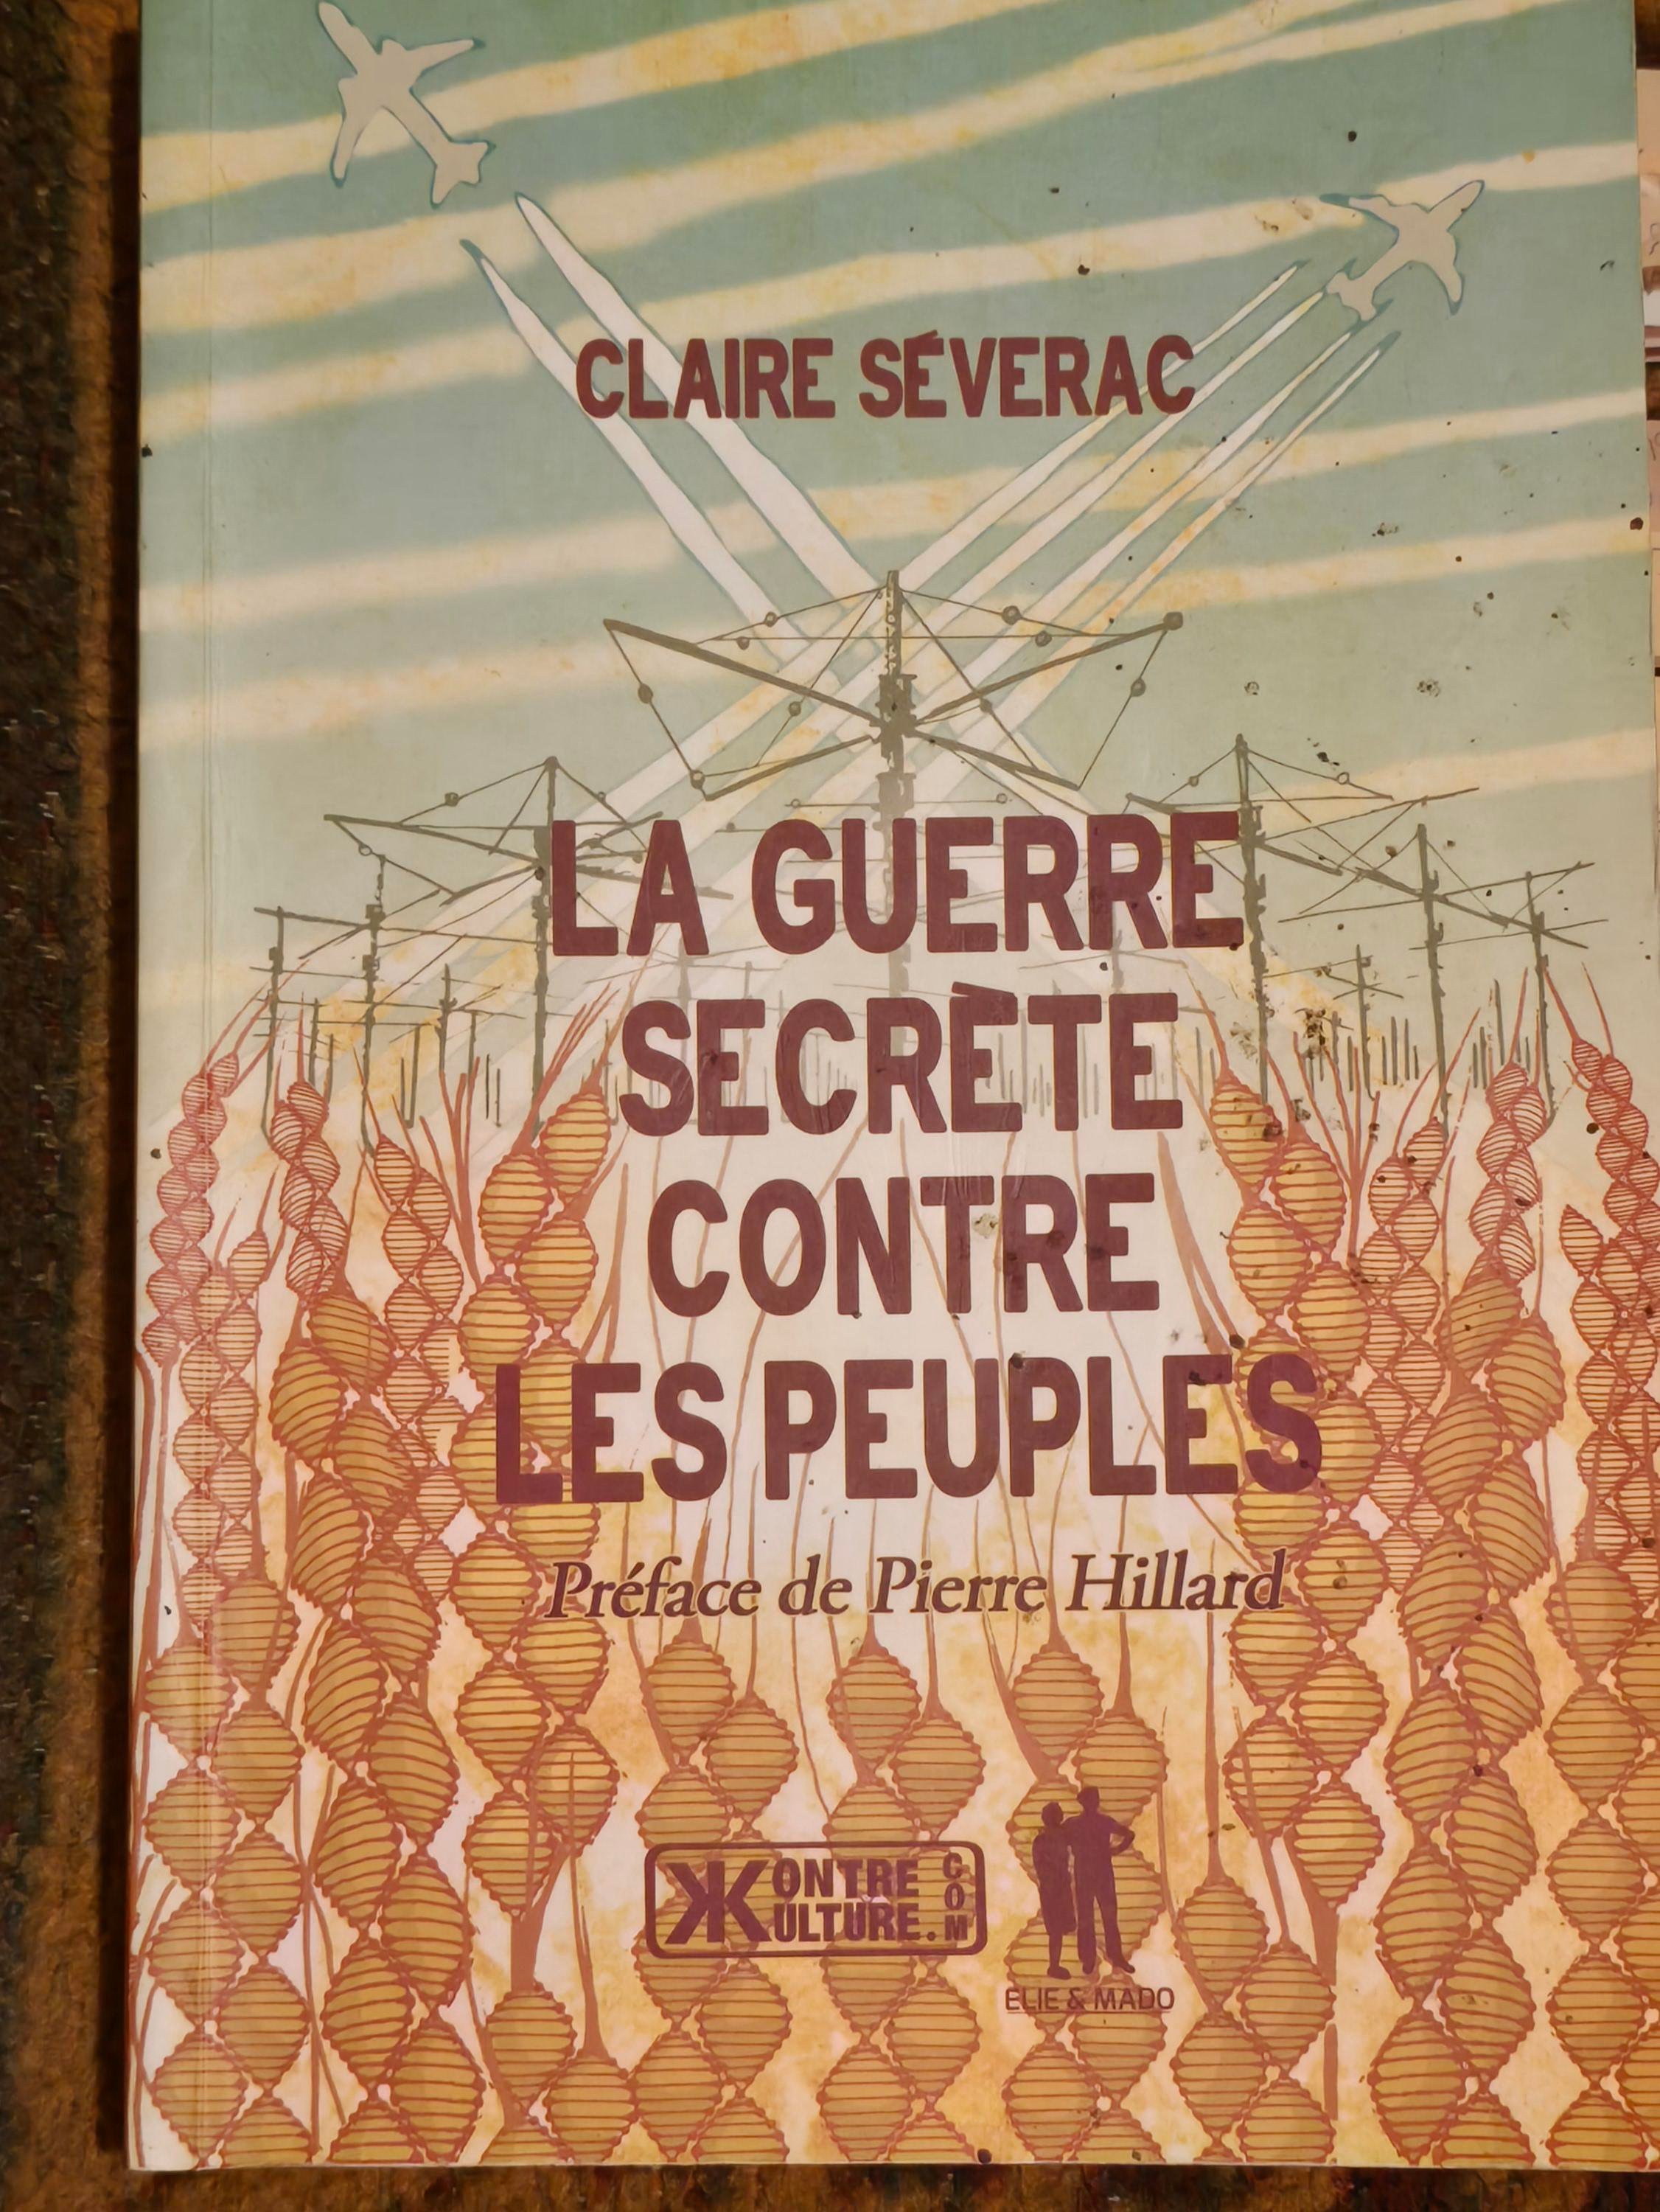 CLAIRE SÉVERAC
LA GUERRE
SECRÈTE
CONTRE
LES PEUPLES
Préface de Pierre Hillard
KONTRE
KULTURE.COM
ELIE & MADO